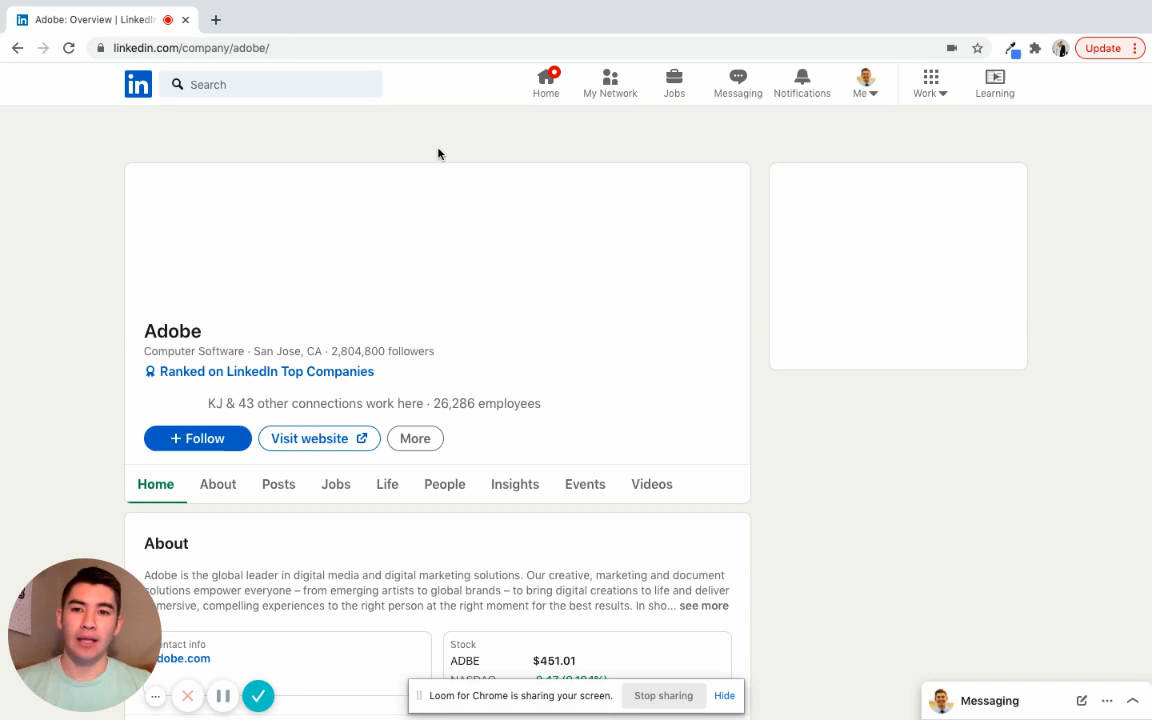 Adobe: Overview | LinkedIn
linkedin.com/company/adobe/
Update
in
Search
Home
My Network
Jobs
Messaging
Notifications
Me
Work
Learning
Adobe
Computer Software · San Jose, CA · 2,804,800 followers
Ranked on LinkedIn Top Companies
KJ & 43 other connections work here · 26,286 employees
+ Follow
Visit website
More
Home
About
Posts
Jobs
Life
People
Insights
Events
Videos
About
Adobe is the global leader in digital media and digital marketing solutions. Our creative, marketing and document
solutions empower everyone – from emerging artists to global brands – to bring digital creations to life and deliver
mersive, compelling experiences to the right person at the right moment for the best results. In sho... see more
ontact info
dobe.com
Stock
ADBE $451.01
Loom for Chrome is sharing your screen.
Stop sharing
Hide
Messaging